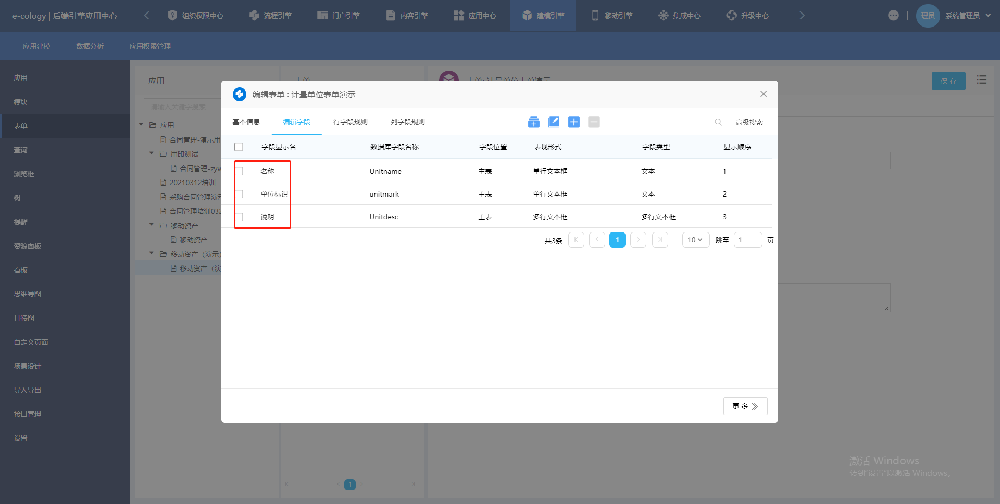 e-cology | 后端引擎应用中心
组织权限中心
流程引擎
门户引擎
内容引擎
应用中心
建模引擎
移动引擎
集成中心
升级中心
理员
系统管理员
应用建模
数据分析
应用权限管理
应用
模块
表单
查询
浏览框
树
提醒
资源面板
看板
思维导图
甘特图
自定义页面
场景设计
导入导出
接口管理
设置
应用
请输入关键字搜索
应用
合同管理-演示用
用印测试
合同管理-zyw
20210312培训
采购合同管理演示
合同管理培训032
移动资产
移动资产
移动资产（演示）
移动资产（演
表单
1
表单: 计量单位表单演示
保 存
编辑表单 : 计量单位表单演示
基本信息
编辑字段
行字段规则
列字段规则
高级搜索
字段显示名 数据库字段名称 字段位置 表现形式 字段类型 显示顺序
名称 Unitname 主表 单行文本框 文本 1
单位标识 unitmark 主表 单行文本框 文本 2
说明 Unitdesc 主表 多行文本框 多行文本框 3
共3条 1 10 跳至 1 页
更 多
激活 Windows
转到"设置"以激活 Windows。